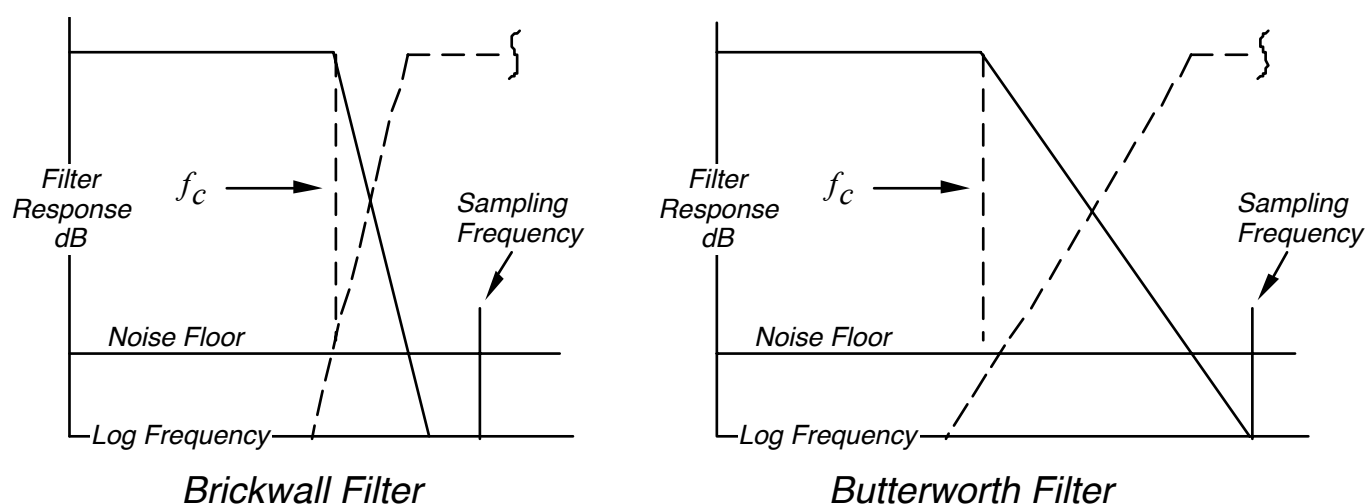 Filter
Response
dB
f_c
Sampling
Frequency
Noise Floor
Log Frequency
Brickwall Filter
Filter
Response
dB
f_c
Sampling
Frequency
Noise Floor
Log Frequency
Butterworth Filter